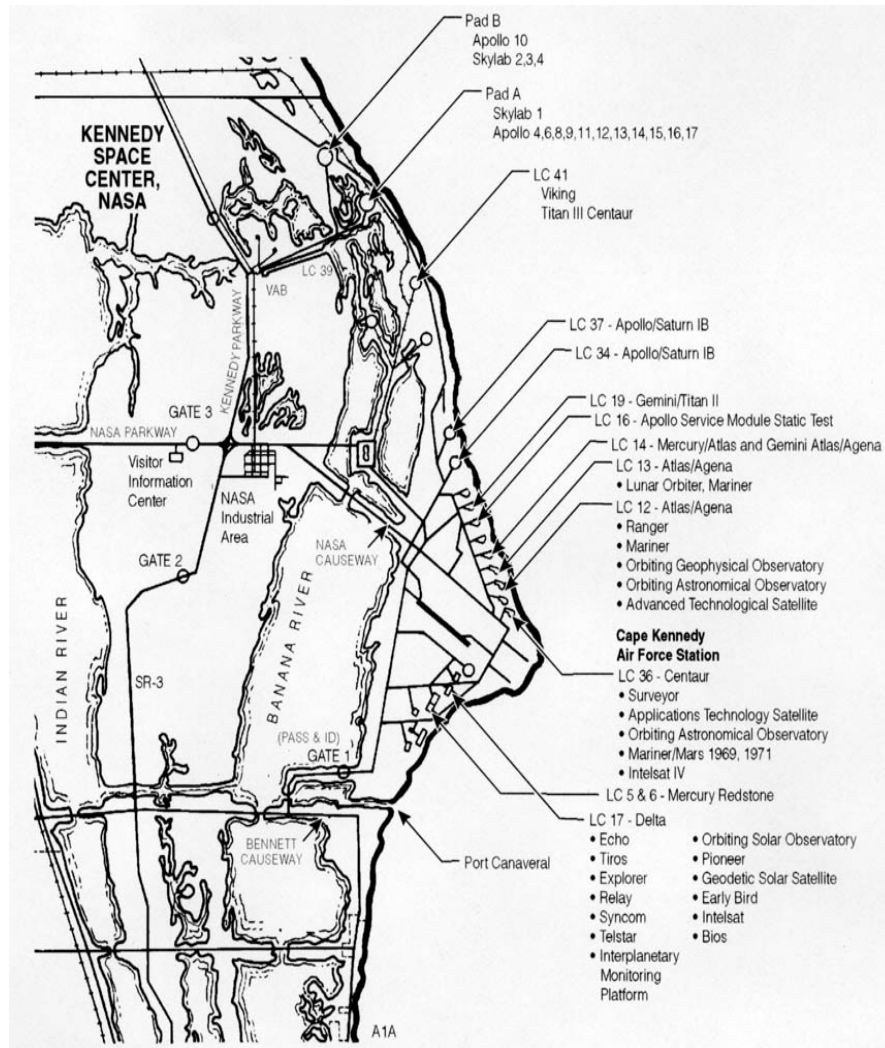 Pad B
Apollo 10
Skylab 2,3,4
Pad A
Skylab 1
Apollo 4,6,8,9,11,12,13,14,15,16,17
KENNEDY
SPACE
CENTER,
NASA
LC 41
Viking
Titan III Centaur
LC 39
VAB
KENNEDY PARKWAY
LC 37 - Apollo/Saturn IB
LC 34 - Apollo/Saturn IB
LC 19 - Gemini/Titan II
LC 16 - Apollo Service Module Static Test
LC 14 - Mercury/Atlas and Gemini Atlas/Agena
LC 13 - Atlas/Agena
• Lunar Orbiter, Mariner
LC 12 - Atlas/Agena
• Ranger
• Mariner
• Orbiting Geophysical Observatory
• Orbiting Astronomical Observatory
• Advanced Technological Satellite
GATE 3
NASA PARKWAY
Visitor
Information
Center
NASA
Industrial
Area
NASA
CAUSEWAY
GATE 2
INDIAN RIVER
BANANA RIVER
SR-3
Cape Kennedy
Air Force Station
LC 36 - Centaur
• Surveyor
• Applications Technology Satellite
• Orbiting Astronomical Observatory
• Mariner/Mars 1969, 1971
• Intelsat IV
(PASS & ID)
GATE 1
LC 5 & 6 - Mercury Redstone
LC 17 - Delta
• Echo
• Tiros
• Explorer
• Relay
• Syncom
• Telstar
• Interplanetary
Monitoring
Platform
• Orbiting Solar Observatory
• Pioneer
• Geodetic Solar Satellite
• Early Bird
• Intelsat
• Bios
BENNETT
CAUSEWAY
Port Canaveral
A1A